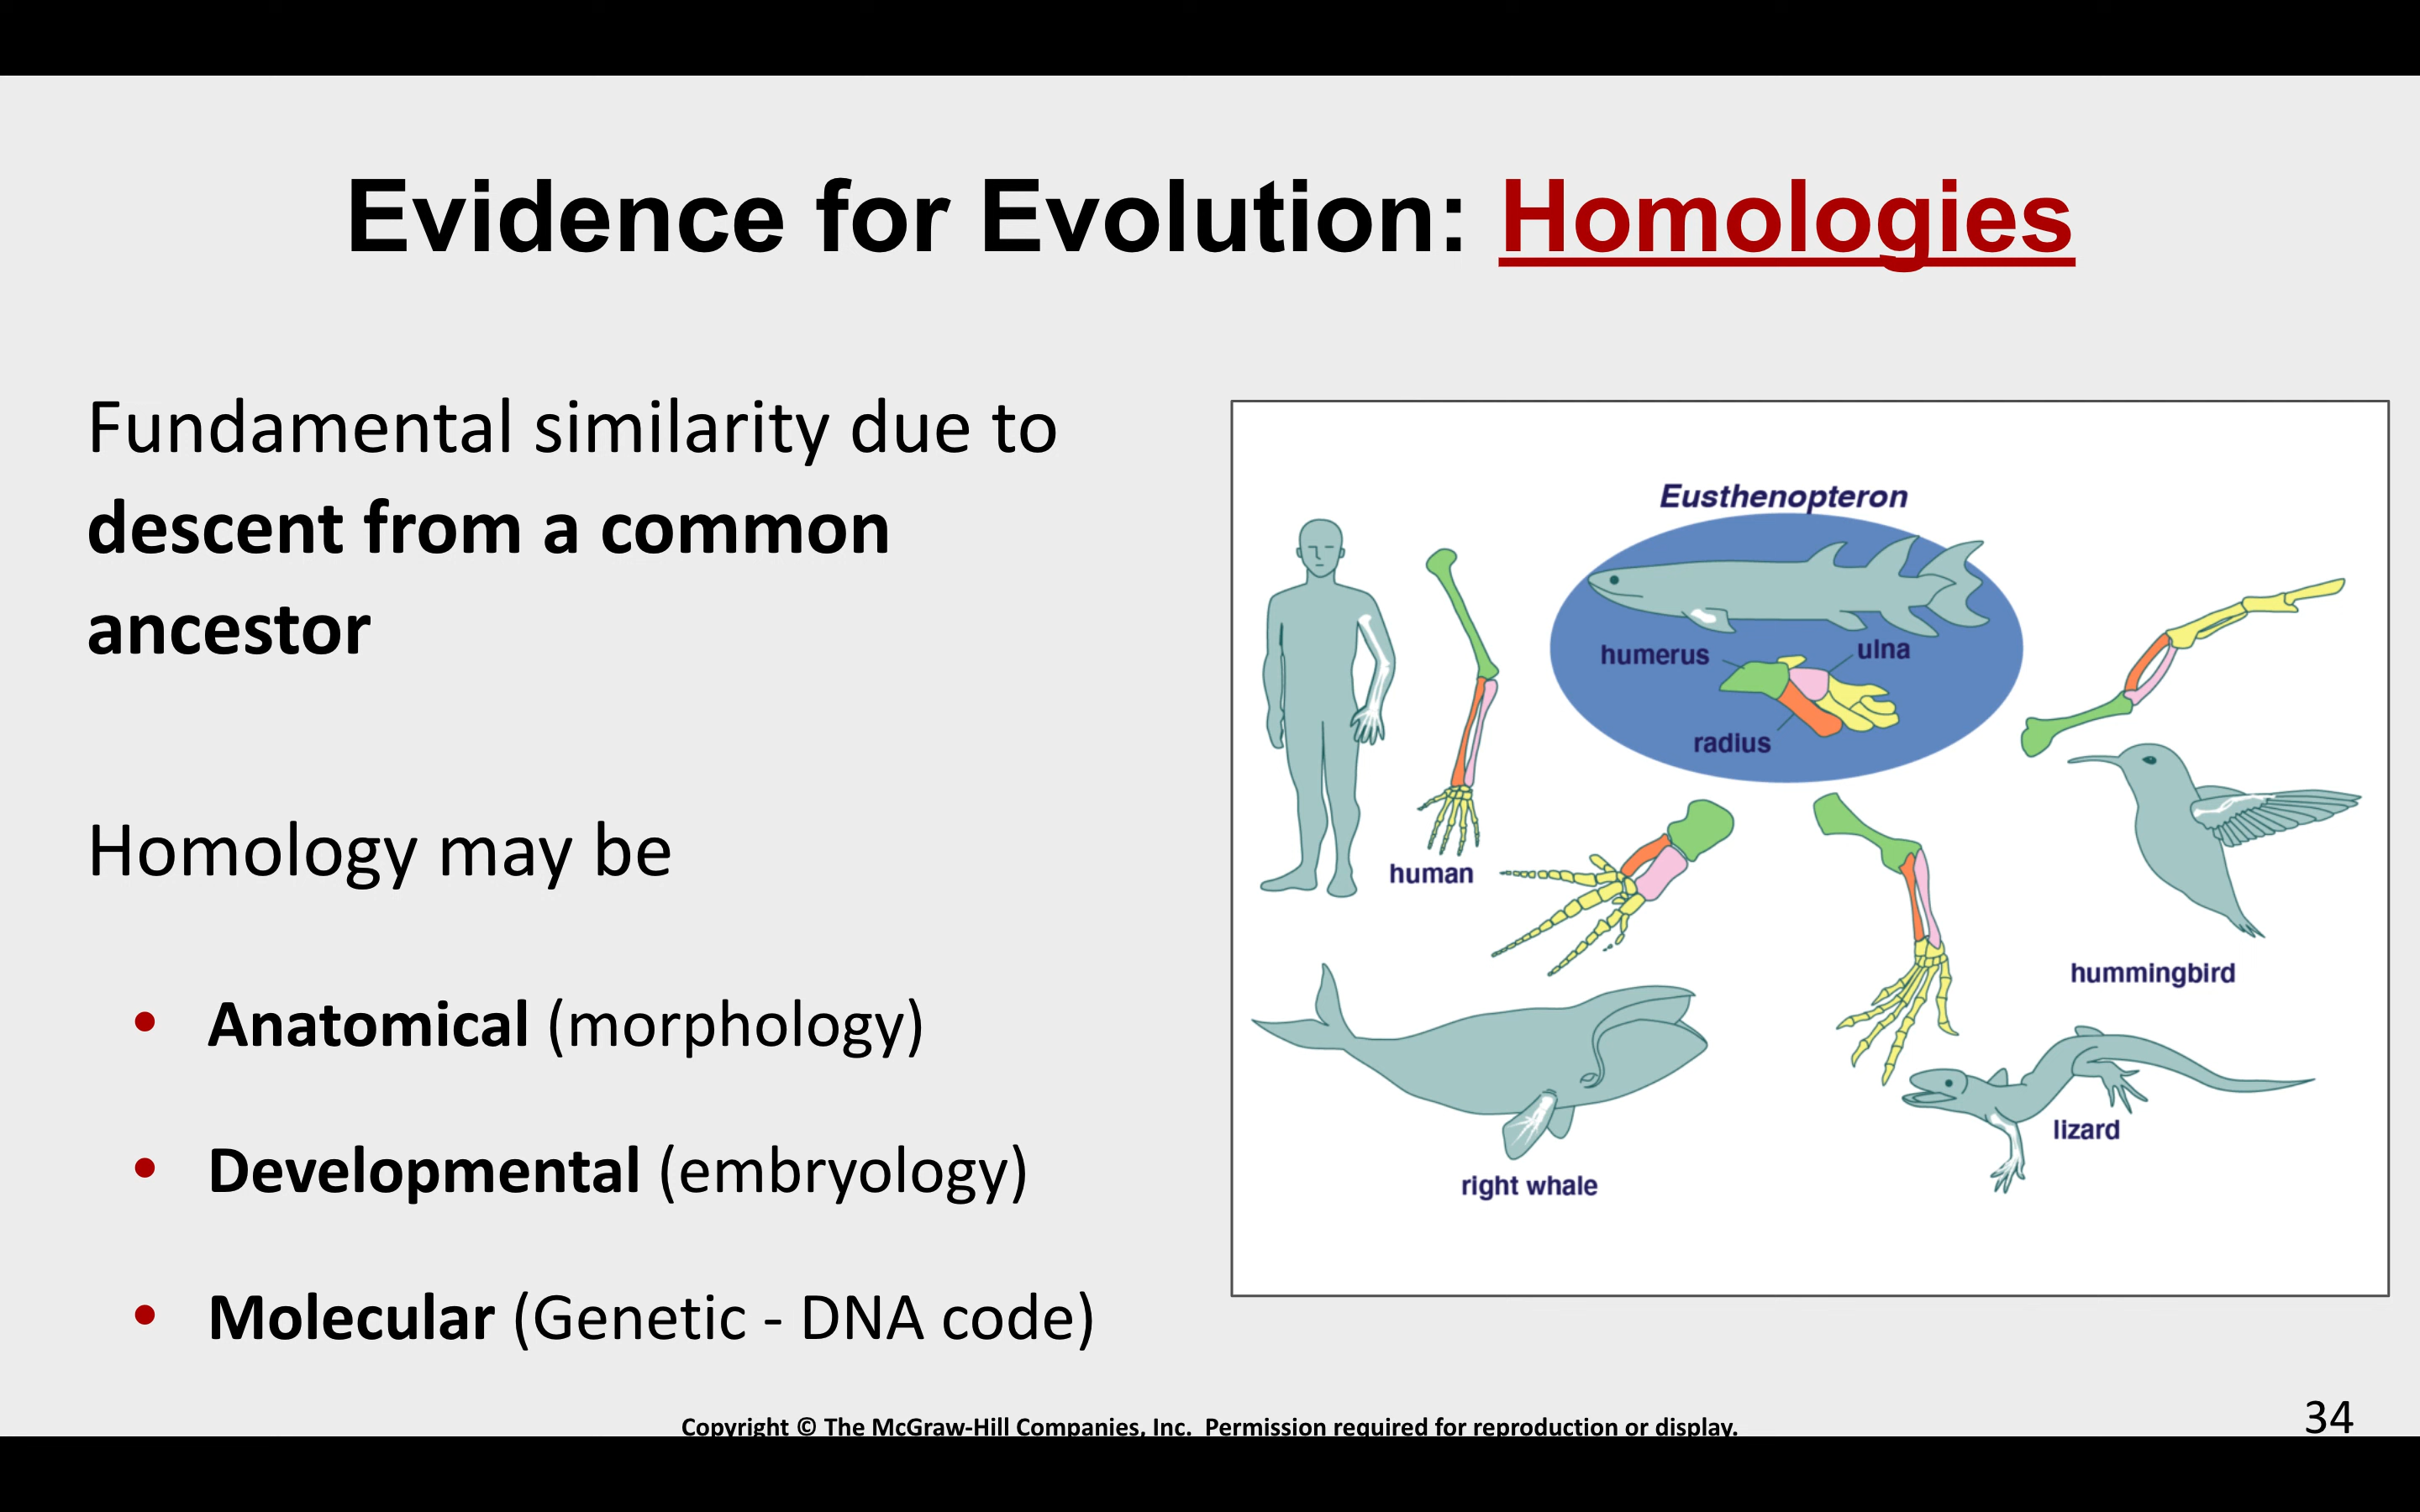 Evidence for Evolution: Homologies
Fundamental similarity due to
descent from a common
ancestor
Homology may be
• Anatomical (morphology)
• Developmental (embryology)
• Molecular (Genetic - DNA code)
Eusthenopteron
humerus
ulna
radius
human
hummingbird
lizard
right whale
Copyright © The McGraw-Hill Companies, Inc. Permission required for reproduction or display.
34